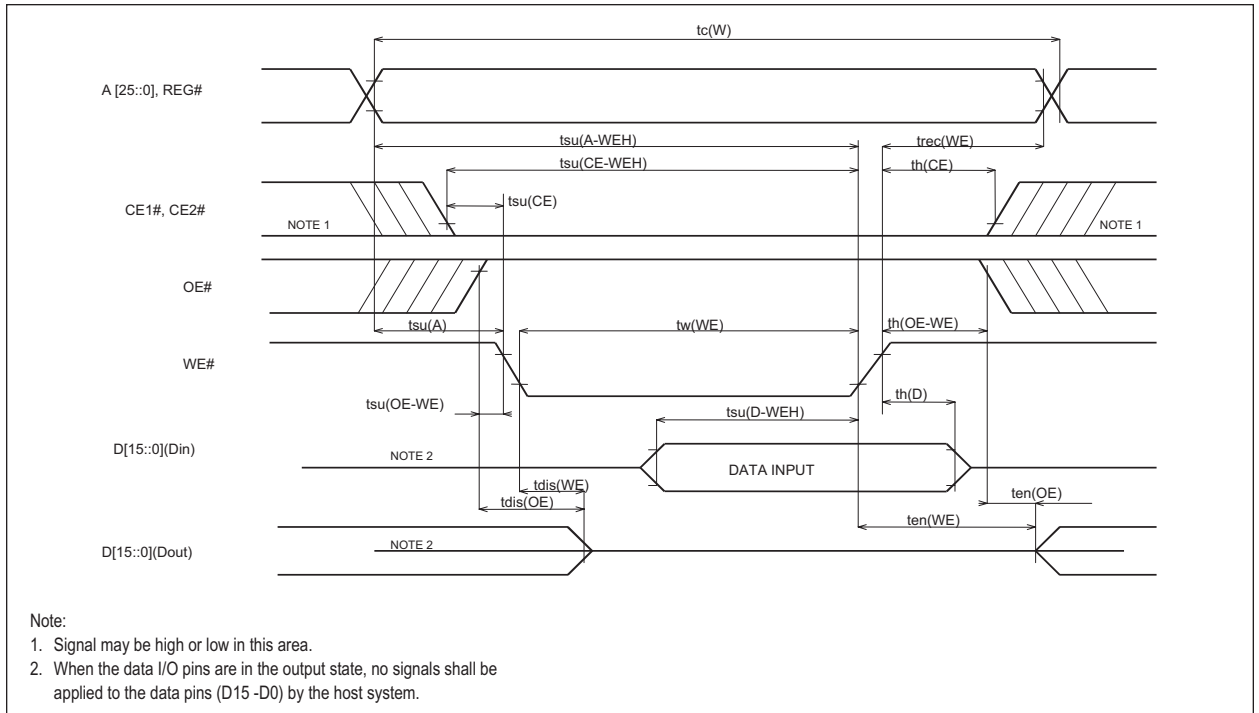 tc(W)
A [25::0], REG#
tsu(A-WEH)
trec(WE)
tsu(CE-WEH)
th(CE)
tsu(CE)
CE1#, CE2#
NOTE 1
NOTE 1
OE#
tsu(A)
tw(WE)
th(OE-WE)
WE#
tsu(OE-WE)
th(D)
tsu(D-WEH)
D[15::0](Din)
NOTE 2
DATA INPUT
tdis(WE)
tdis(OE)
ten(OE)
ten(WE)
D[15::0](Dout)
NOTE 2
Note:
1. Signal may be high or low in this area.
2. When the data I/O pins are in the output state, no signals shall be
applied to the data pins (D15 -D0) by the host system.